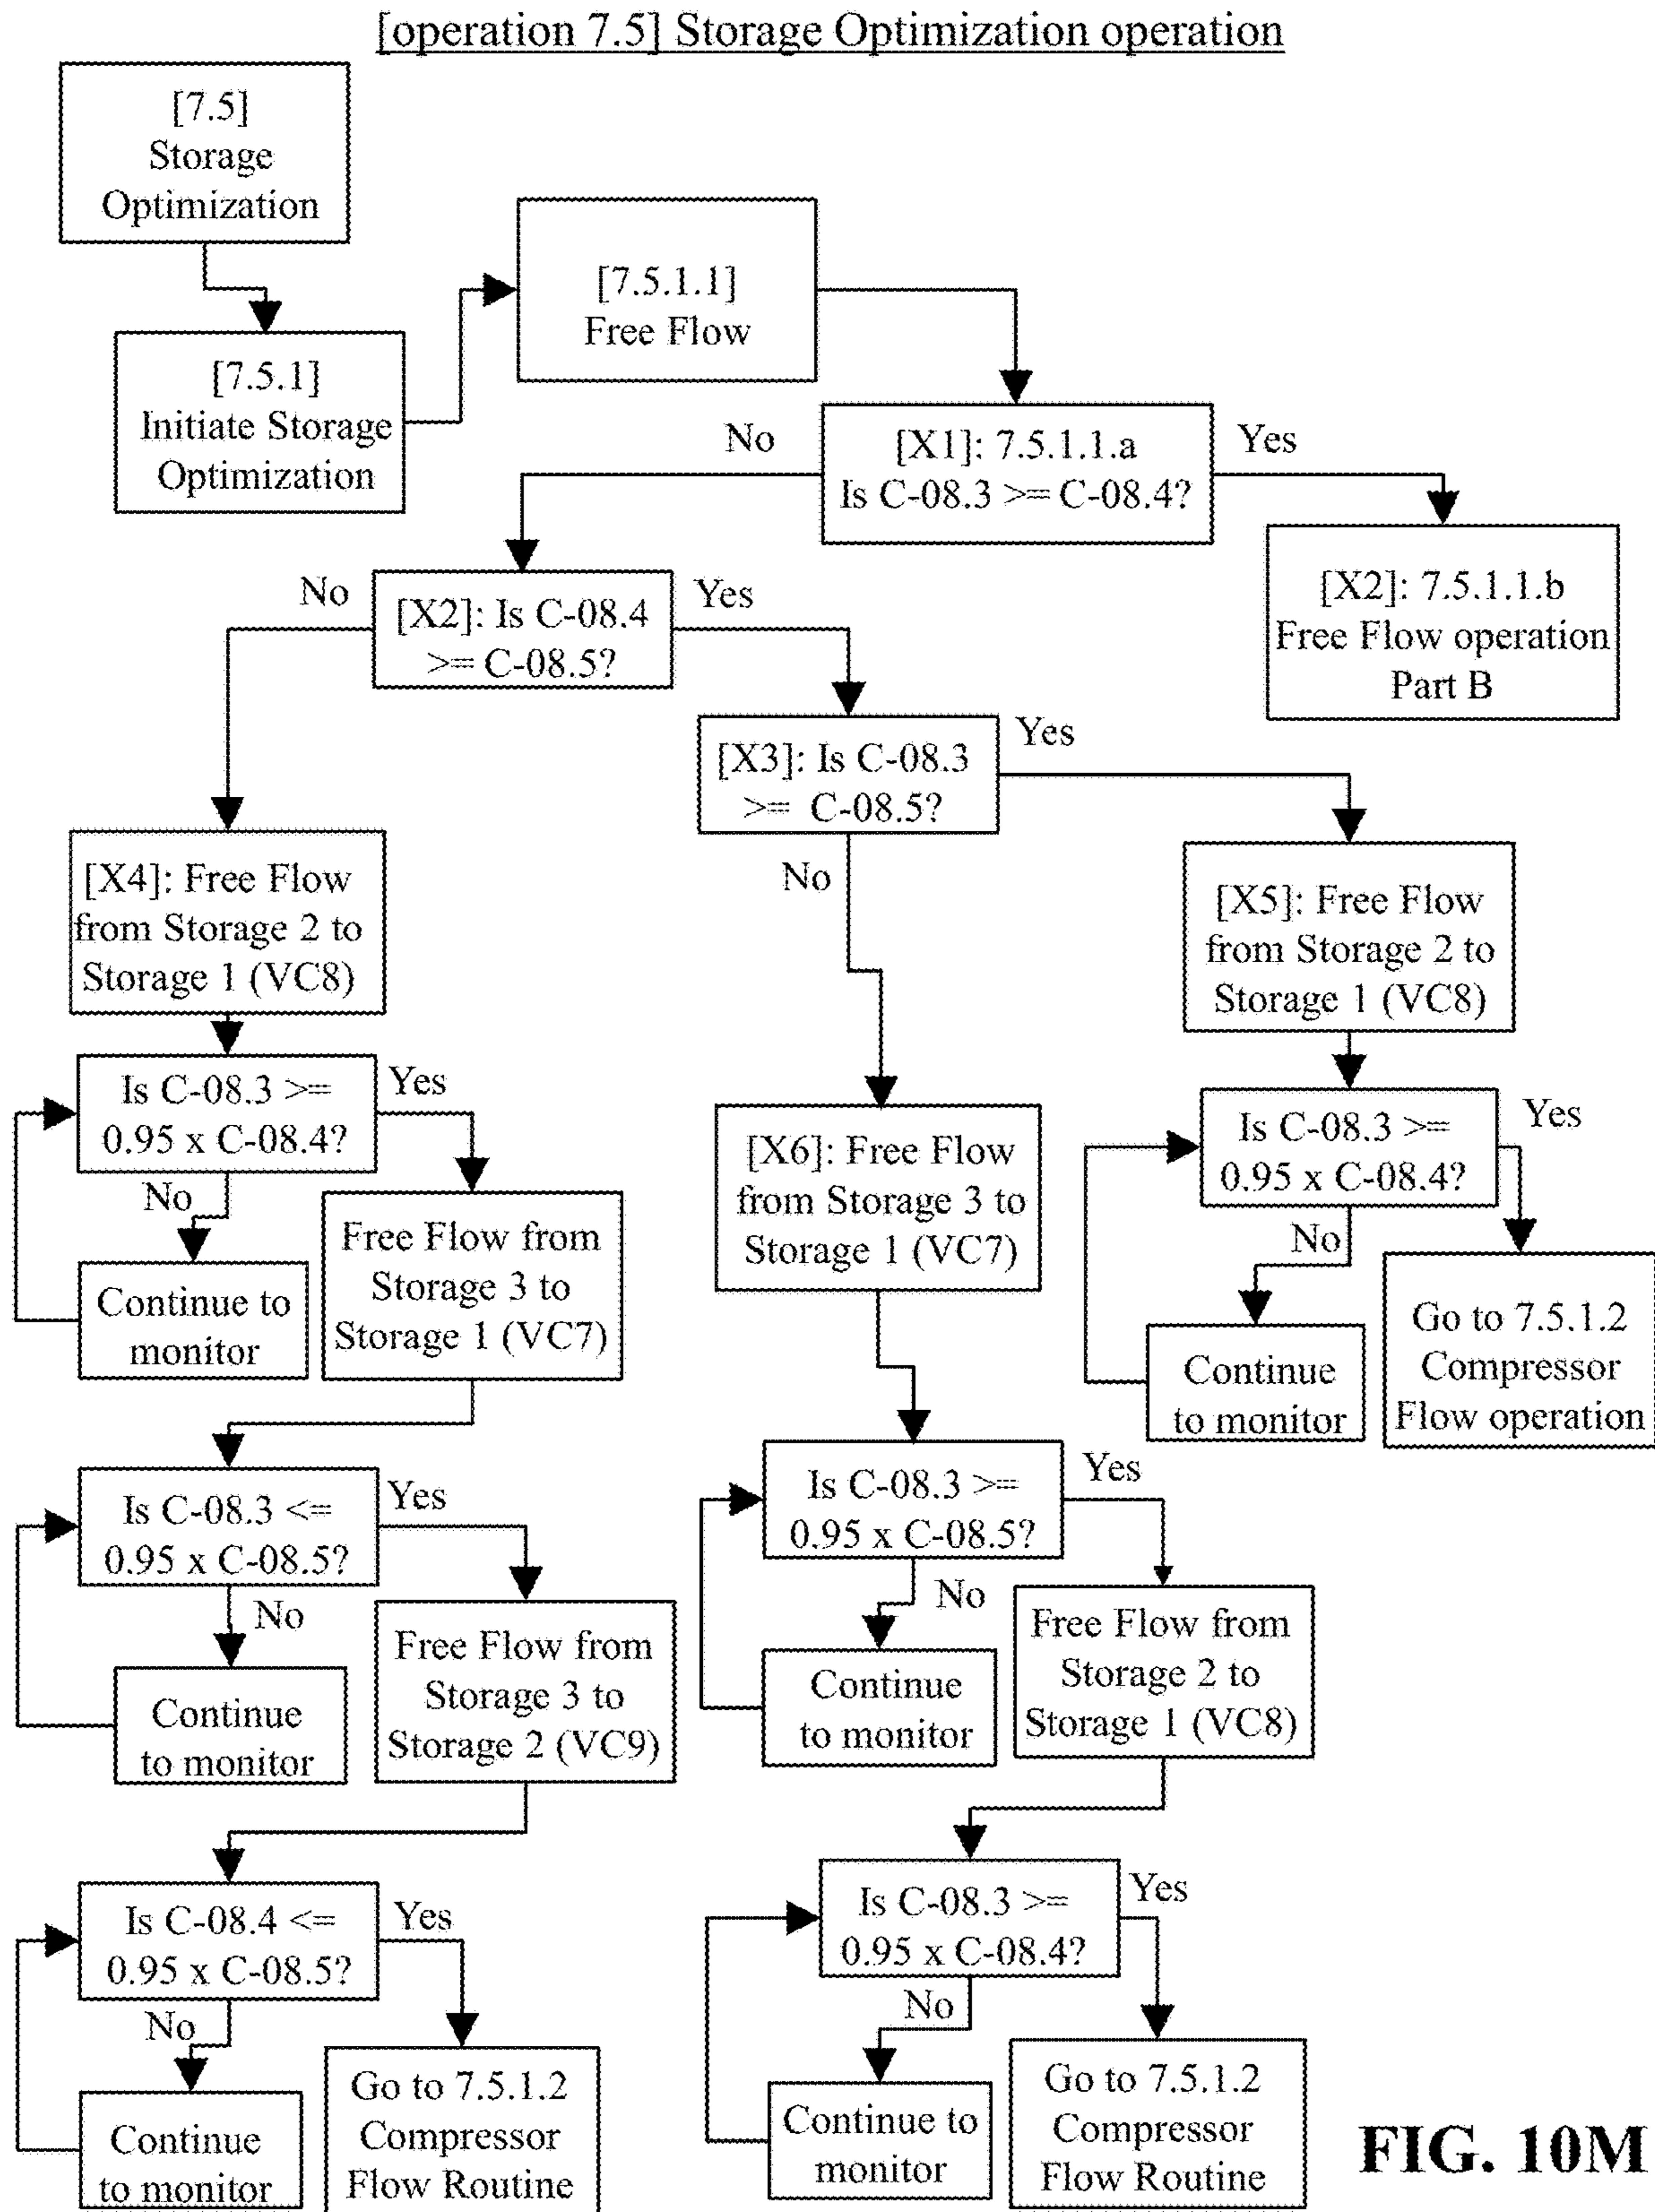 [operation 7.5] Storage Optimization operation
[7.5]
Storage
Optimization
[7.5.1]
Initiate Storage
Optimization
[7.5.1.1]
Free Flow
No
[X1]: 7.5.1.1.a
Is C-08.3 >= C-08.4?
Yes
[X2]: 7.5.1.1.b
Free Flow operation
Part B
No
[X2]: Is C-08.4
>= C-08.5?
Yes
[X3]: Is C-08.3
>= C-08.5?
Yes
No
[X4]: Free Flow
from Storage 2 to
Storage 1 (VC8)
Is C-08.3 >=
0.95 x C-08.4?
Yes
No
Continue to
monitor
Free Flow from
Storage 3 to
Storage 1 (VC7)
Is C-08.3 <=
0.95 x C-08.5?
Yes
No
Continue
to monitor
Free Flow from
Storage 3 to
Storage 2 (VC9)
Is C-08.4 <=
0.95 x C-08.5?
Yes
No
Continue
to monitor
Go to 7.5.1.2
Compressor
Flow Routine
[X6]: Free Flow
from Storage 3 to
Storage 1 (VC7)
Is C-08.3 >=
0.95 x C-08.5?
Yes
No
Continue
to monitor
Free Flow from
Storage 2 to
Storage 1 (VC8)
Is C-08.3 >=
0.95 x C-08.4?
Yes
No
Continue to
monitor
Go to 7.5.1.2
Compressor
Flow Routine
[X5]: Free Flow
from Storage 2 to
Storage 1 (VC8)
Is C-08.3 >=
0.95 x C-08.4?
Yes
No
Continue
to monitor
Go to 7.5.1.2
Compressor
Flow operation
FIG. 10M